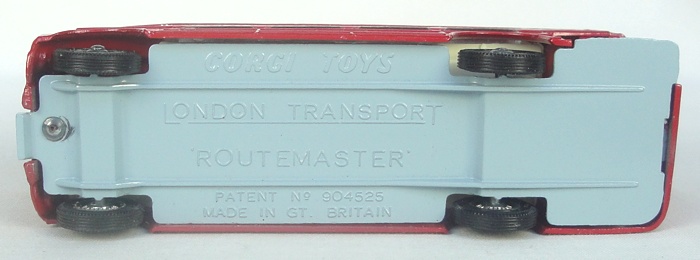 CORGI TOYS
LONDON TRANSPORT
"ROUTEMASTER"
PATENT Nº 904525
MADE IN GT. BRITAIN